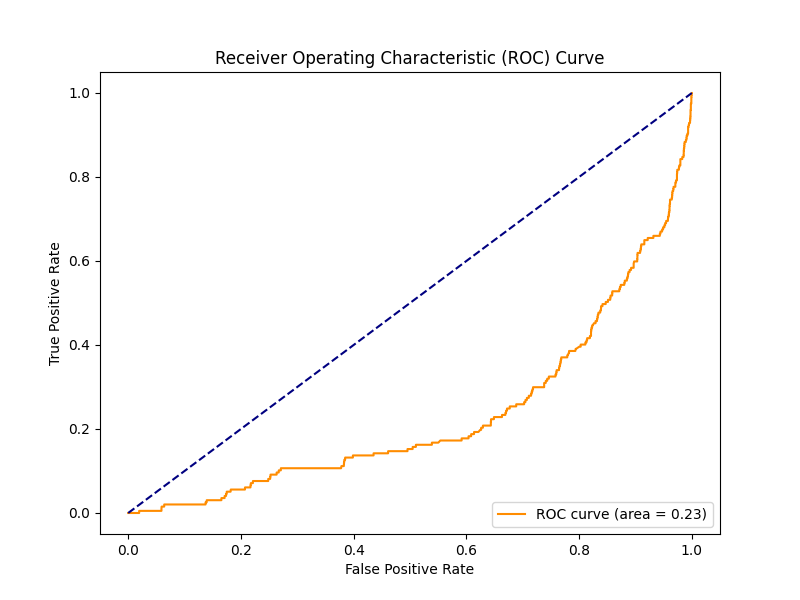 Receiver Operating Characteristic (ROC) Curve
1.0
0.8
0.6
0.4
0.2
0.0
True Positive Rate
ROC curve (area = 0.23)
0.0 0.2 0.4 0.6 0.8 1.0
False Positive Rate